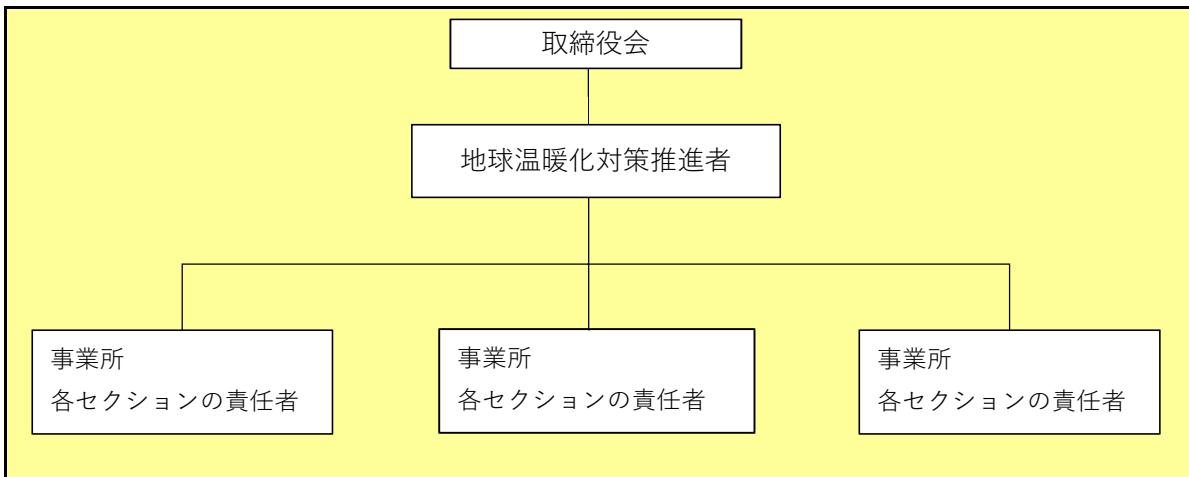 取締役会
地球温暖化対策推進者
事業所
各セクションの責任者
事業所
各セクションの責任者
事業所
各セクションの責任者